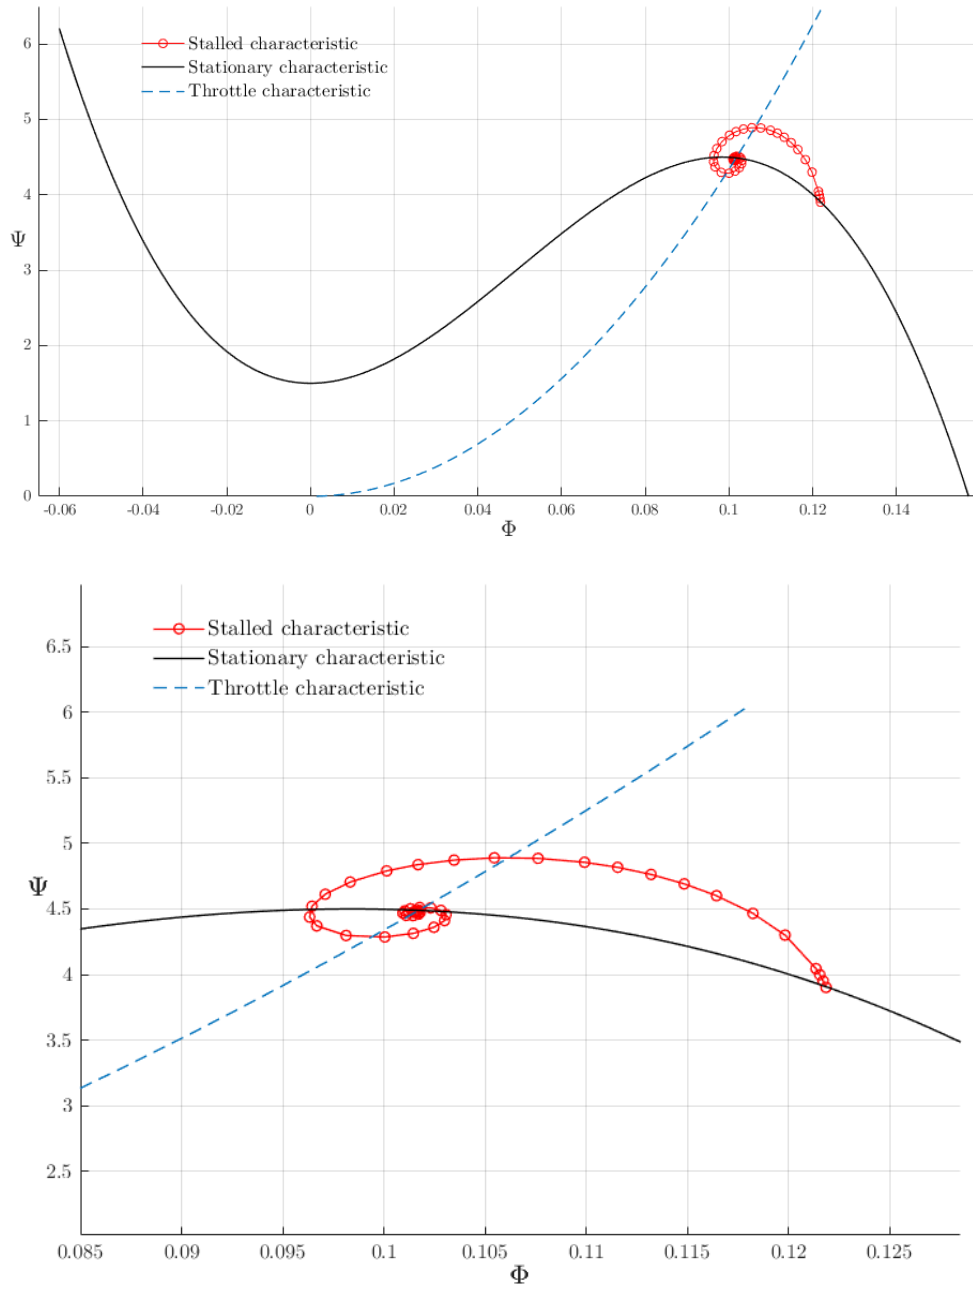 6
Stalled characteristic
Stationary characteristic
Throttle characteristic
5
4
Ψ
3
2
1
0
-0.06 -0.04 -0.02 0 0.02 0.04 0.06 0.08 0.1 0.12 0.14
Φ
Stalled characteristic
6.5
Stationary characteristic
Throttle characteristic
6
5.5
5
Ψ
4.5
4
3.5
3
2.5
0.085 0.09 0.095 0.1 0.105 0.11 0.115 0.12 0.125
Φ